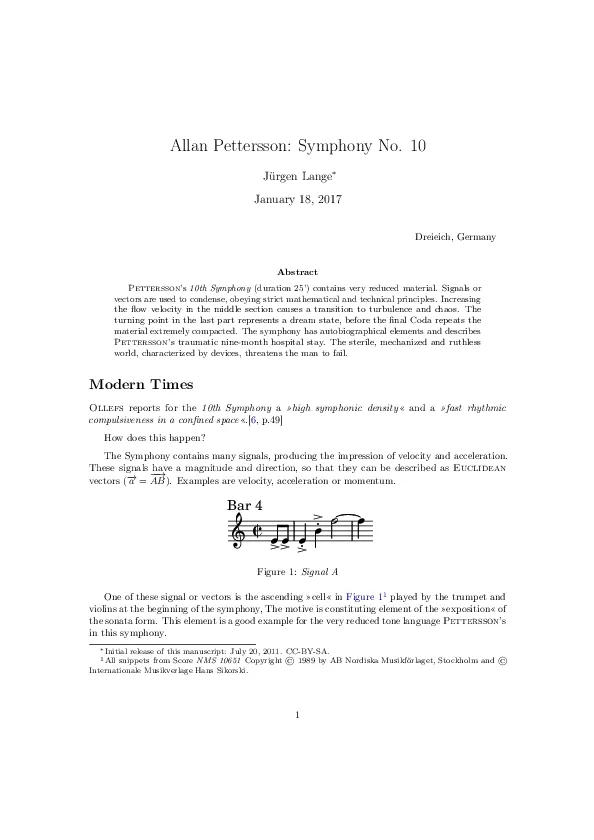 Allan Pettersson: Symphony No. 10
Jürgen Lange*
January 18, 2017
Dreieich, Germany
Abstract
PETTERSSON's 10th Symphony (duration 25') contains very reduced material. Signals or
vectors are used to condense, obeying strict mathematical and technical principles. Increasing
the flow velocity in the middle section causes a transition to turbulence and chaos. The
turning point in the last part represents a dream state, before the final Coda repeats the
material extremely compacted. The symphony has autobiographical elements and describes
PETTERSSON's traumatic nine-month hospital stay. The sterile, mechanized and ruthless
world, characterized by devices, threatens the man to fail.
Modern Times
OLLEFS reports for the 10th Symphony a »high symphonic density« and a »fast rhythmic
compulsiveness in a confined space«.[6, p.49]
How does this happen?
The Symphony contains many signals, producing the impression of velocity and acceleration.
These signals have a magnitude and direction, so that they can be described as EUCLIDEAN
vectors (a⃗ = AB⃗). Examples are velocity, acceleration or momentum.
Bar 4
Figure 1: Signal A
One of these signal or vectors is the ascending »cell« in Figure 1¹ played by the trumpet and
violins at the beginning of the symphony, The motive is constituting element of the »exposition« of
the sonata form. This element is a good example for the very reduced tone language PETTERSSON's
in this symphony.
*Initial release of this manuscript: July 20, 2011. CC-BY-SA.
¹All snippets from Score NMS 10651 Copyright © 1989 by AB Nordiska Musikförlaget, Stockholm and ©
Internationale Musikverlage Hans Sikorski.
1